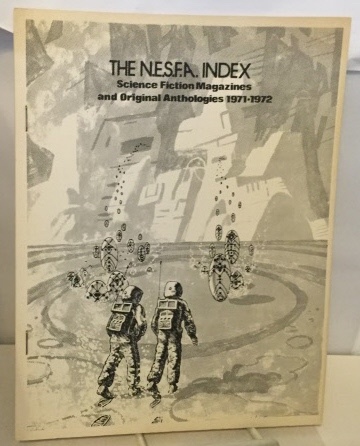 THE N.E.S.F.A. INDEX
Science Fiction Magazines
and Original Anthologies 1971-1972